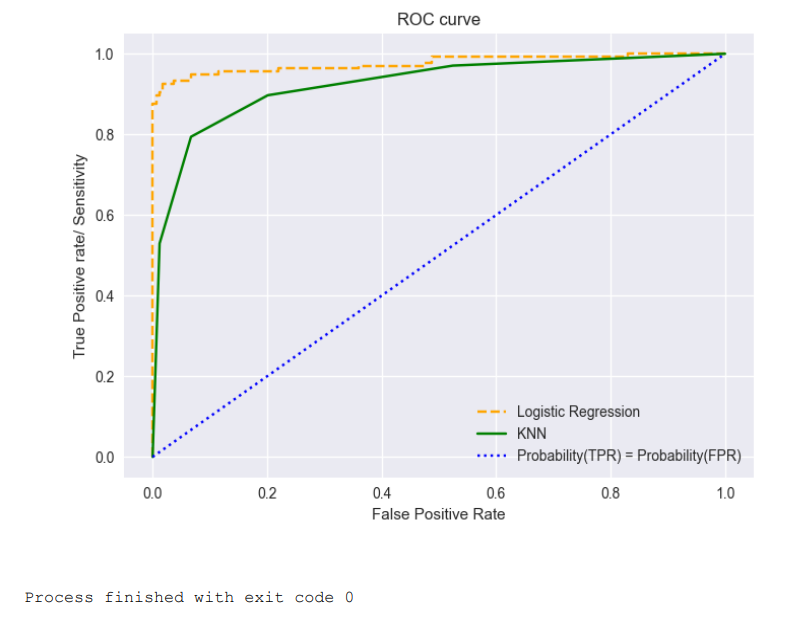 ROC curve
1.0
0.8
0.6
0.4
0.2
0.0
True Positive rate/ Sensitivity
Logistic Regression
KNN
Probability(TPR) = Probability(FPR)
0.0 0.2 0.4 0.6 0.8 1.0
False Positive Rate
Process finished with exit code 0